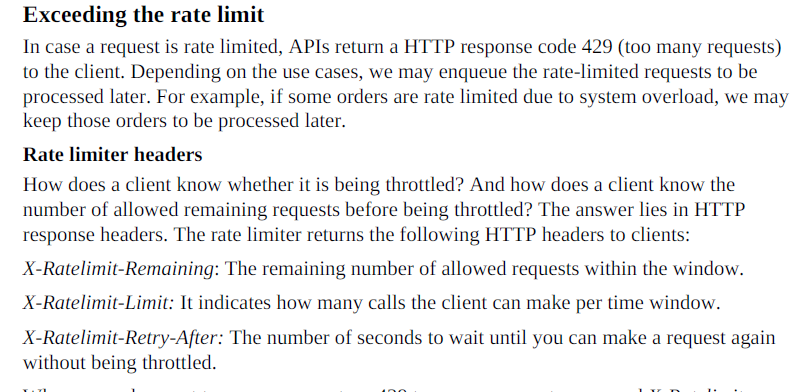 Exceeding the rate limit
In case a request is rate limited, APIs return a HTTP response code 429 (too many requests)
to the client. Depending on the use cases, we may enqueue the rate-limited requests to be
processed later. For example, if some orders are rate limited due to system overload, we may
keep those orders to be processed later.
Rate limiter headers
How does a client know whether it is being throttled? And how does a client know the
number of allowed remaining requests before being throttled? The answer lies in HTTP
response headers. The rate limiter returns the following HTTP headers to clients:
X-Ratelimit-Remaining: The remaining number of allowed requests within the window.
X-Ratelimit-Limit: It indicates how many calls the client can make per time window.
X-Ratelimit-Retry-After: The number of seconds to wait until you can make a request again
without being throttled.